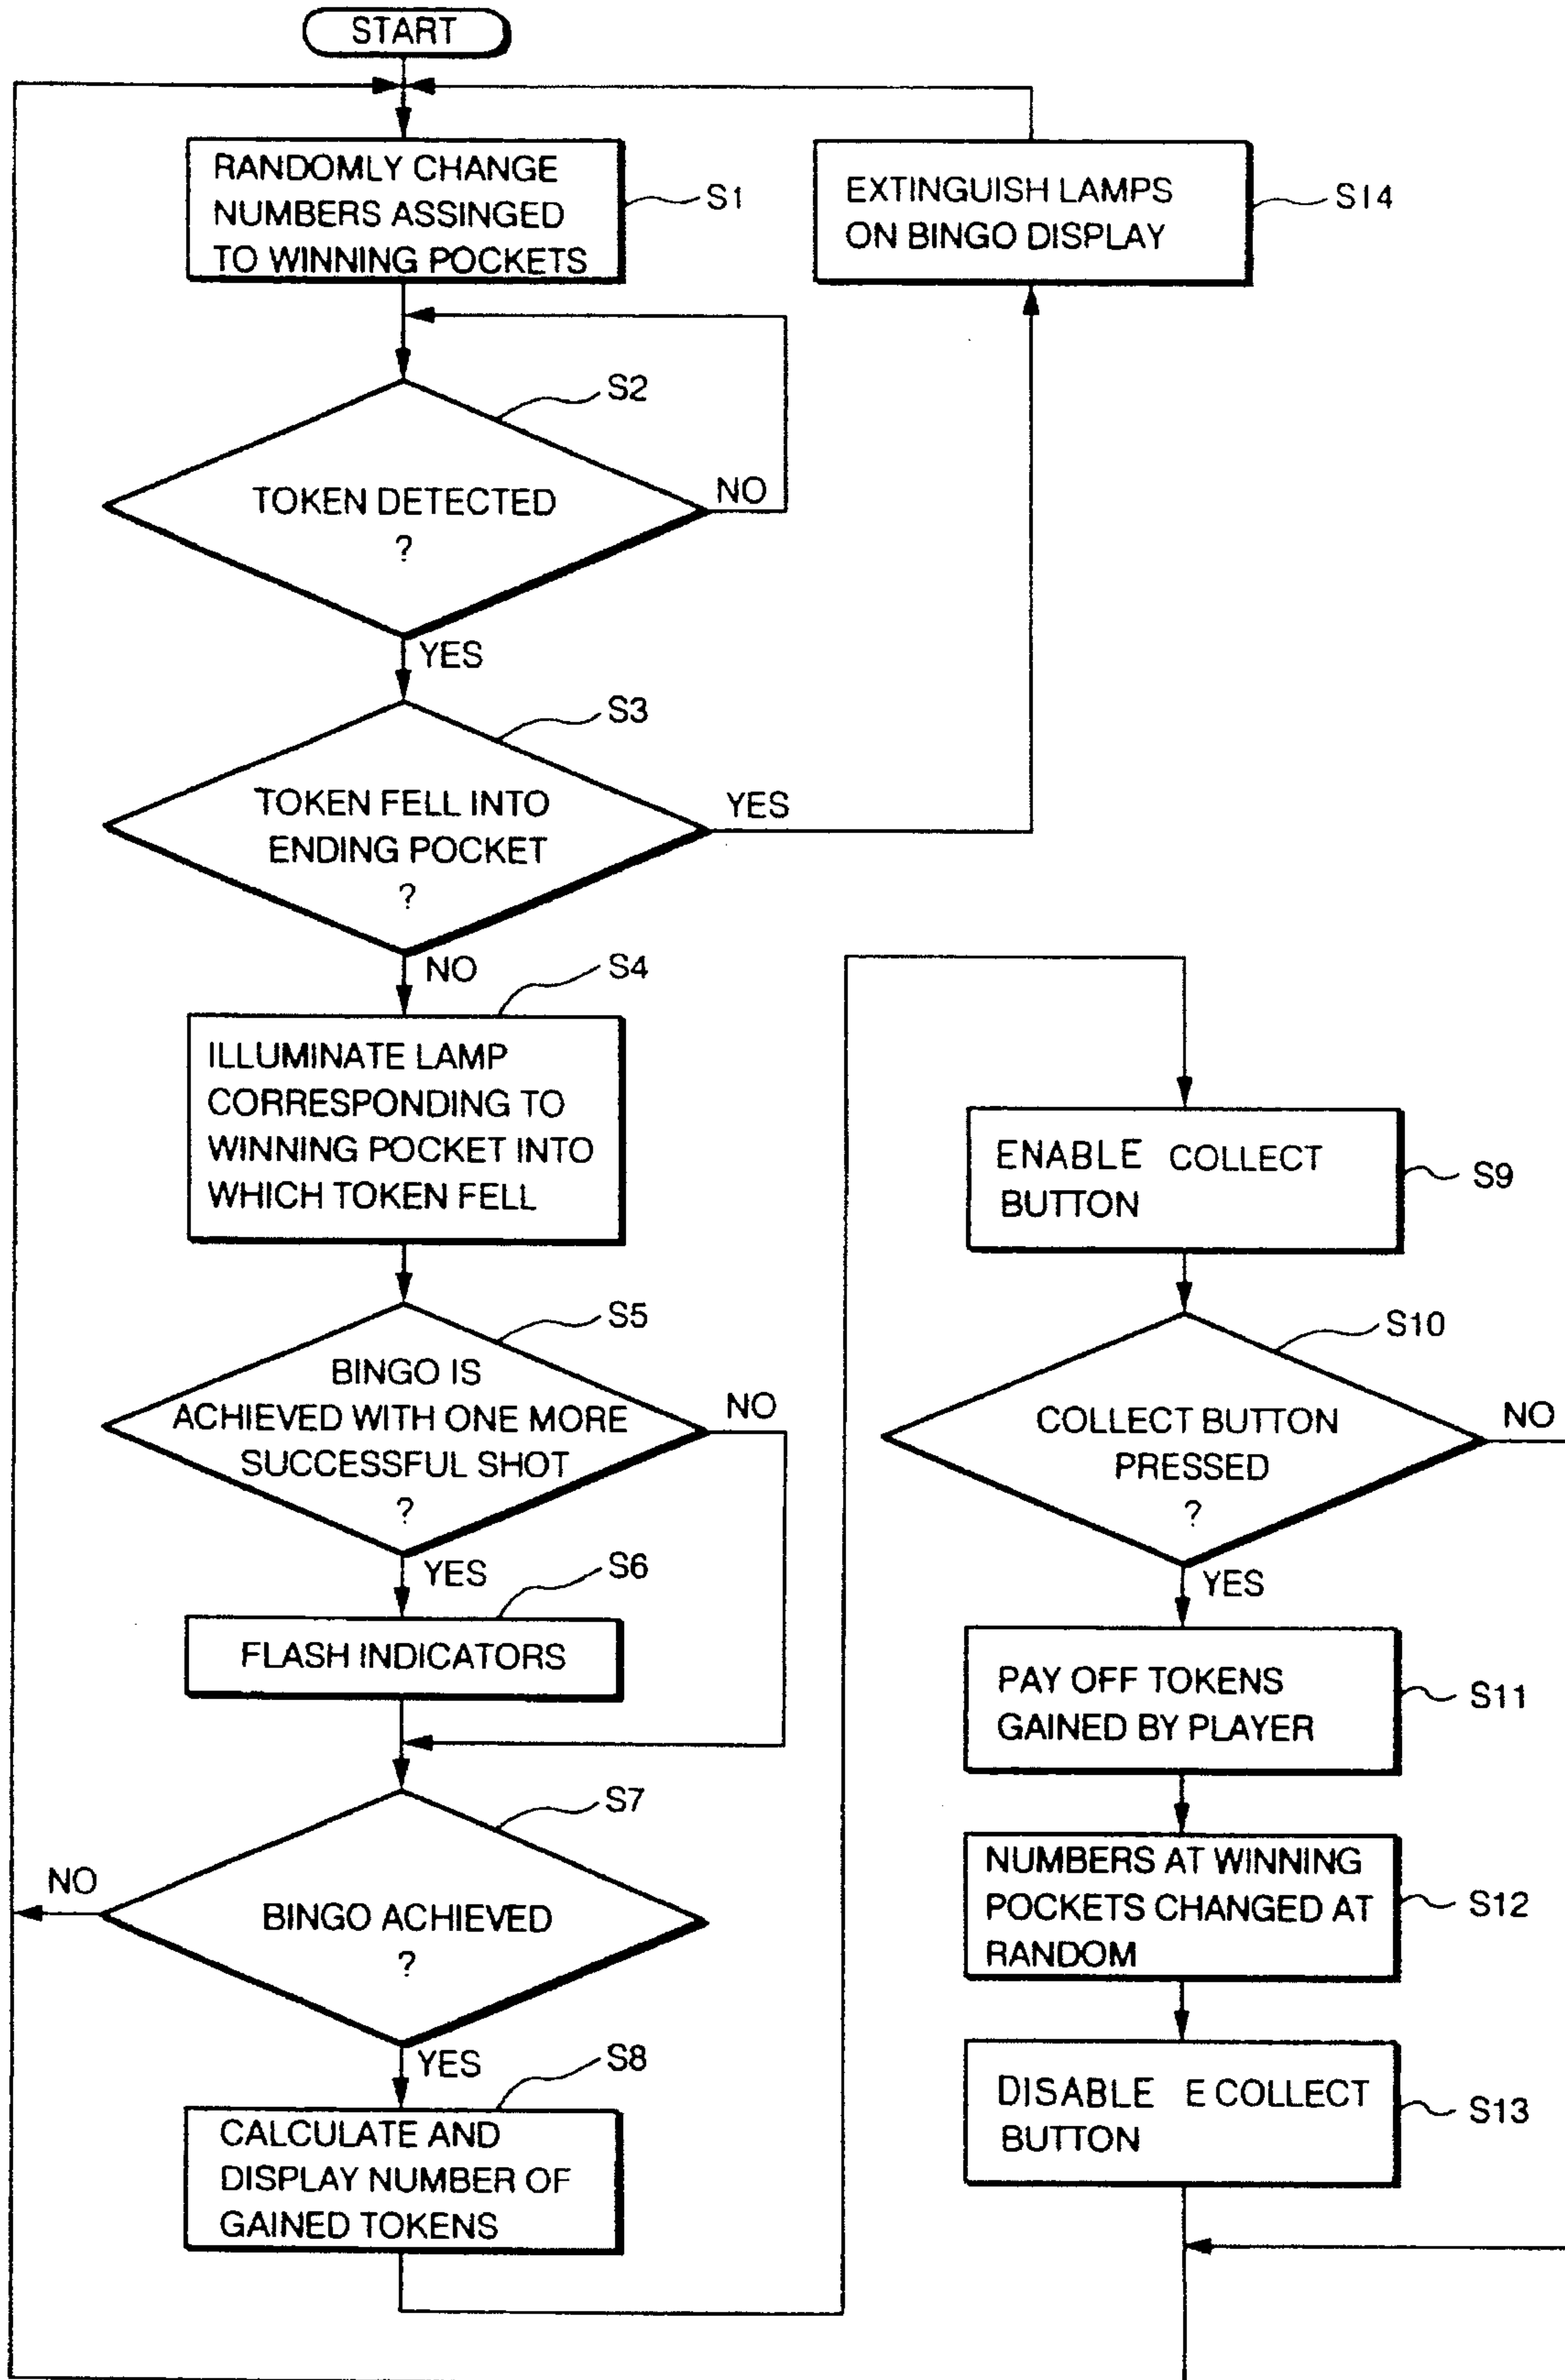 START
RANDOMLY CHANGE
NUMBERS ASSINGED
TO WINNING POCKETS
S1
EXTINGUISH LAMPS
ON BINGO DISPLAY
S14
S2
TOKEN DETECTED
?
NO
YES
S3
TOKEN FELL INTO
ENDING POCKET
?
YES
NO
S4
ILLUMINATE LAMP
CORRESPONDING TO
WINNING POCKET INTO
WHICH TOKEN FELL
S5
BINGO IS
ACHIEVED WITH ONE MORE
SUCCESSFUL SHOT
?
NO
YES
S6
FLASH INDICATORS
S7
BINGO ACHIEVED
?
NO
YES
S8
CALCULATE AND
DISPLAY NUMBER OF
GAINED TOKENS
ENABLE COLLECT
BUTTON
S9
S10
COLLECT BUTTON
PRESSED
?
NO
YES
PAY OFF TOKENS
GAINED BY PLAYER
S11
NUMBERS AT WINNING
POCKETS CHANGED AT
RANDOM
S12
DISABLE E COLLECT
BUTTON
S13